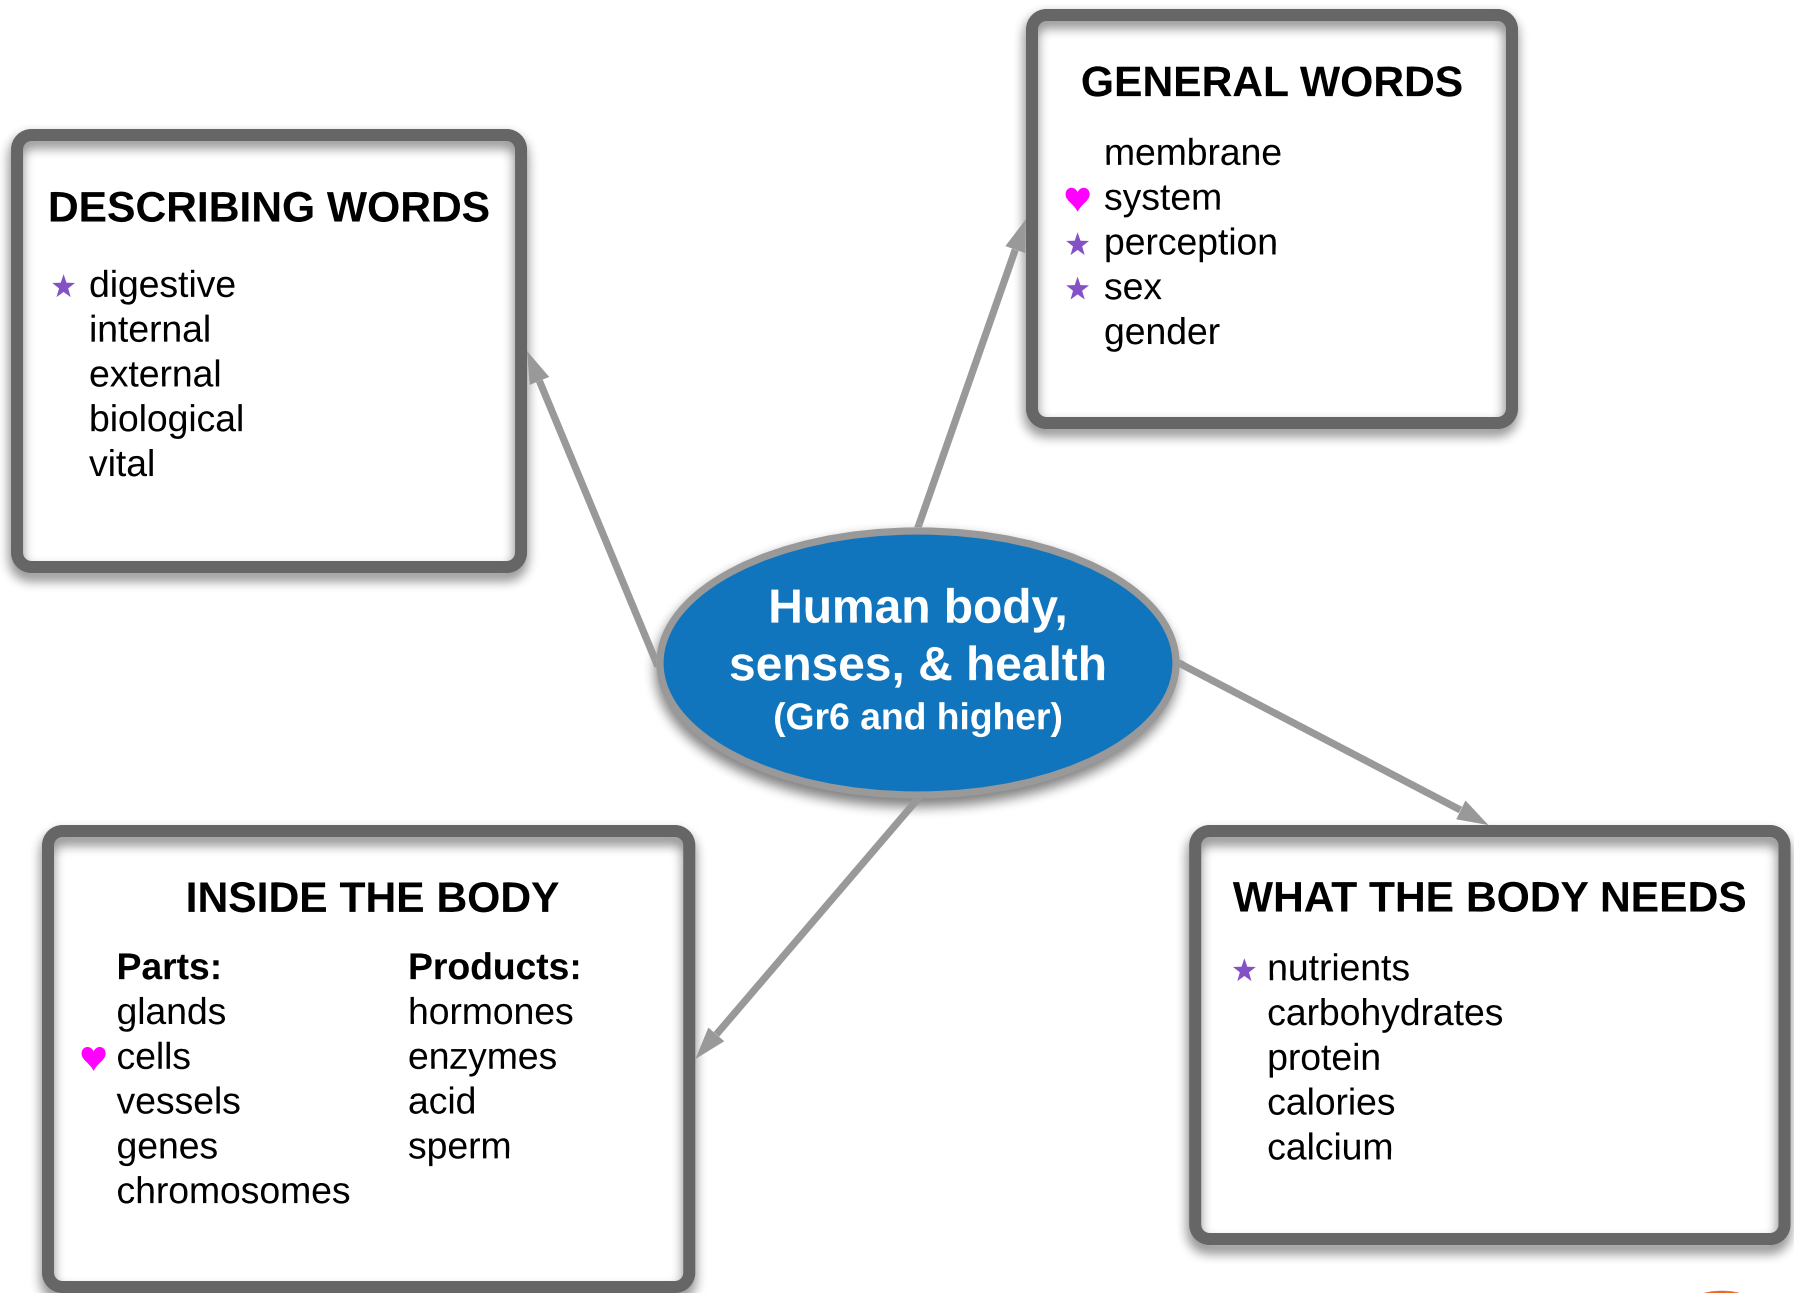 GENERAL WORDS
membrane
system
perception
sex
gender
DESCRIBING WORDS
digestive
internal
external
biological
vital
Human body,
senses, & health
(Gr6 and higher)
INSIDE THE BODY
Parts:
glands
cells
vessels
genes
chromosomes
Products:
hormones
enzymes
acid
sperm
WHAT THE BODY NEEDS
nutrients
carbohydrates
protein
calories
calcium